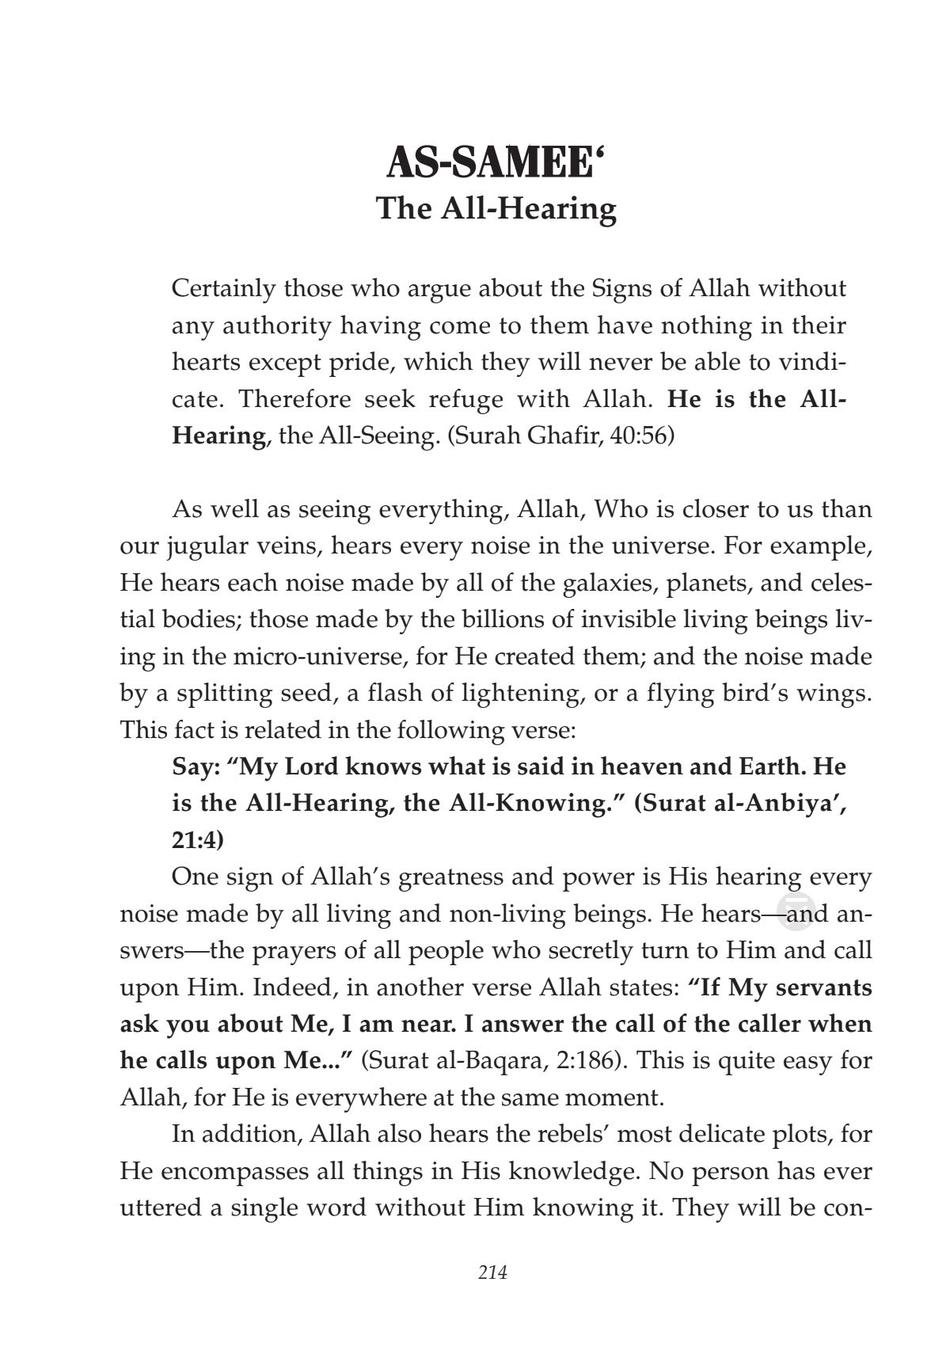 AS-SAMEE‘
The All-Hearing
Certainly those who argue about the Signs of Allah without
any authority having come to them have nothing in their
hearts except pride, which they will never be able to vindi-
cate. Therefore seek refuge with Allah. He is the All-
Hearing, the All-Seeing. (Surah Ghafir, 40:56)
As well as seeing everything, Allah, Who is closer to us than
our jugular veins, hears every noise in the universe. For example,
He hears each noise made by all of the galaxies, planets, and celes-
tial bodies; those made by the billions of invisible living beings liv-
ing in the micro-universe, for He created them; and the noise made
by a splitting seed, a flash of lightening, or a flying bird’s wings.
This fact is related in the following verse:
Say: “My Lord knows what is said in heaven and Earth. He
is the All-Hearing, the All-Knowing.” (Surat al-Anbiya’,
21:4)
One sign of Allah’s greatness and power is His hearing every
noise made by all living and non-living beings. He hears—and an-
swers—the prayers of all people who secretly turn to Him and call
upon Him. Indeed, in another verse Allah states: “If My servants
ask you about Me, I am near. I answer the call of the caller when
he calls upon Me...” (Surat al-Baqara, 2:186). This is quite easy for
Allah, for He is everywhere at the same moment.
In addition, Allah also hears the rebels’ most delicate plots, for
He encompasses all things in His knowledge. No person has ever
uttered a single word without Him knowing it. They will be con-
214